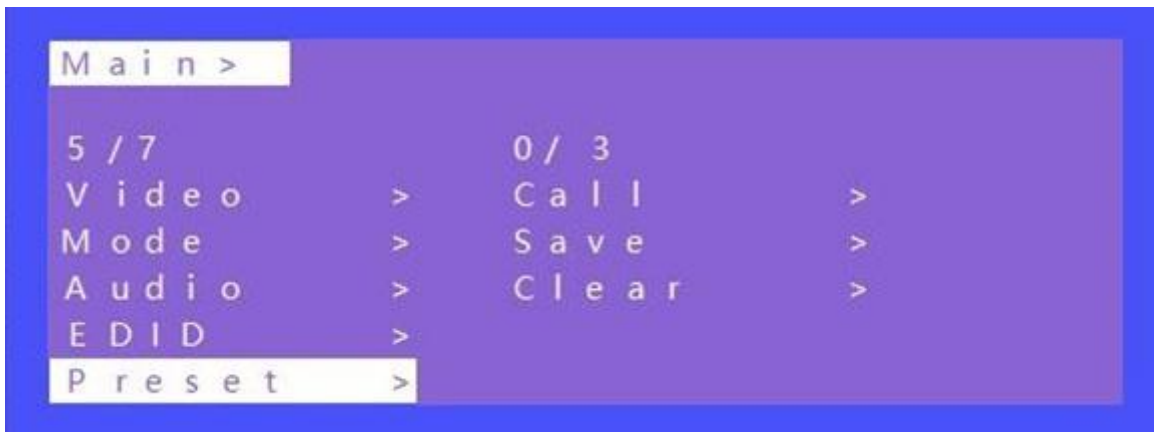 Main>
5/7 0/ 3
Video > Call >
Mode > Save >
Audio > Clear >
EDID >
Preset >